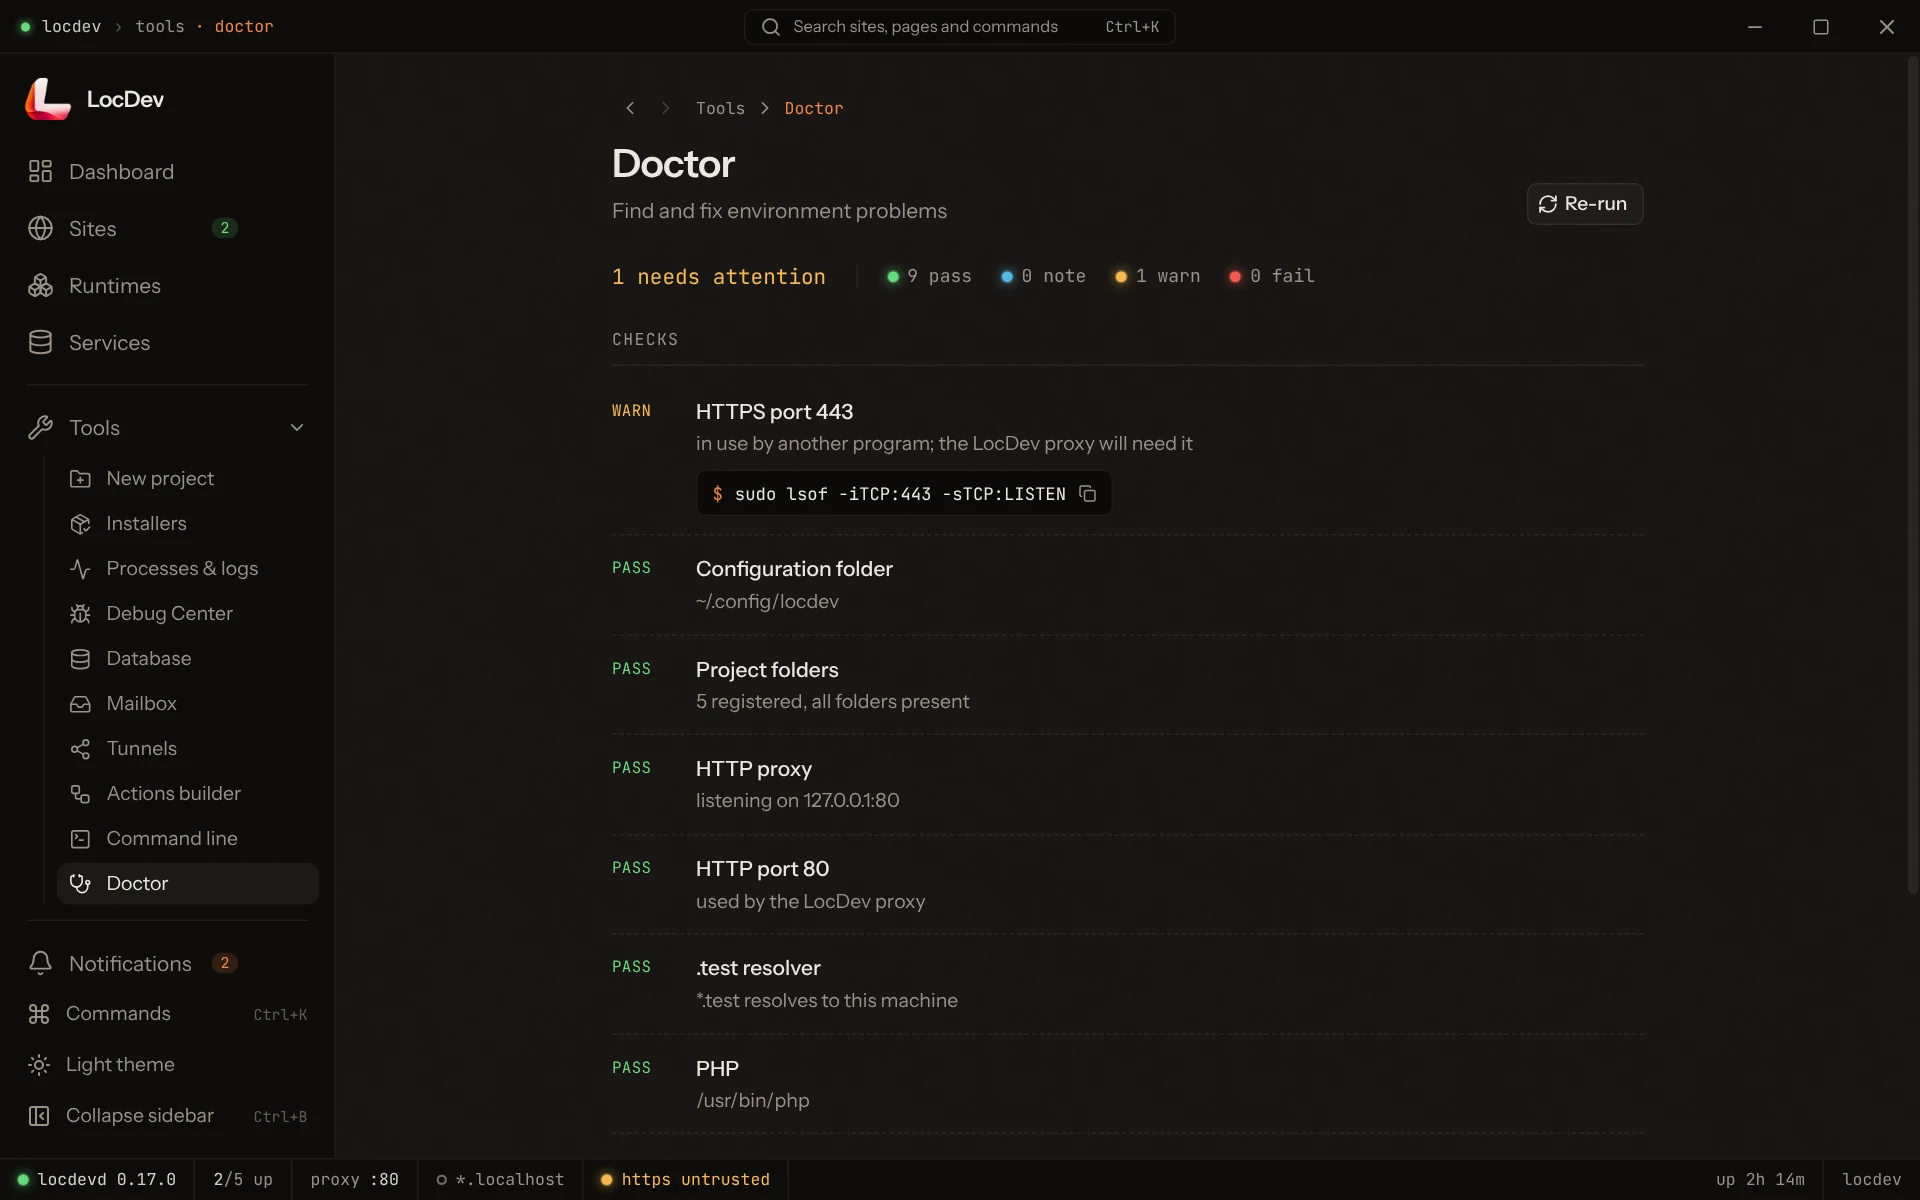 locdev › tools · doctor
Search sites, pages and commands Ctrl+K
LocDev
Dashboard
Sites 2
Runtimes
Services
Tools
New project
Installers
Processes & logs
Debug Center
Database
Mailbox
Tunnels
Actions builder
Command line
Doctor
Notifications 2
Commands Ctrl+K
Light theme
Collapse sidebar Ctrl+B
Tools > Doctor
Doctor
Find and fix environment problems
Re-run
1 needs attention 9 pass 0 note 1 warn 0 fail
CHECKS
WARN HTTPS port 443
in use by another program; the LocDev proxy will need it
$ sudo lsof -iTCP:443 -sTCP:LISTEN
PASS Configuration folder
~/.config/locdev
PASS Project folders
5 registered, all folders present
PASS HTTP proxy
listening on 127.0.0.1:80
PASS HTTP port 80
used by the LocDev proxy
PASS .test resolver
*.test resolves to this machine
PASS PHP
/usr/bin/php
locdevd 0.17.0 2/5 up proxy :80 *.localhost https untrusted up 2h 14m locdev